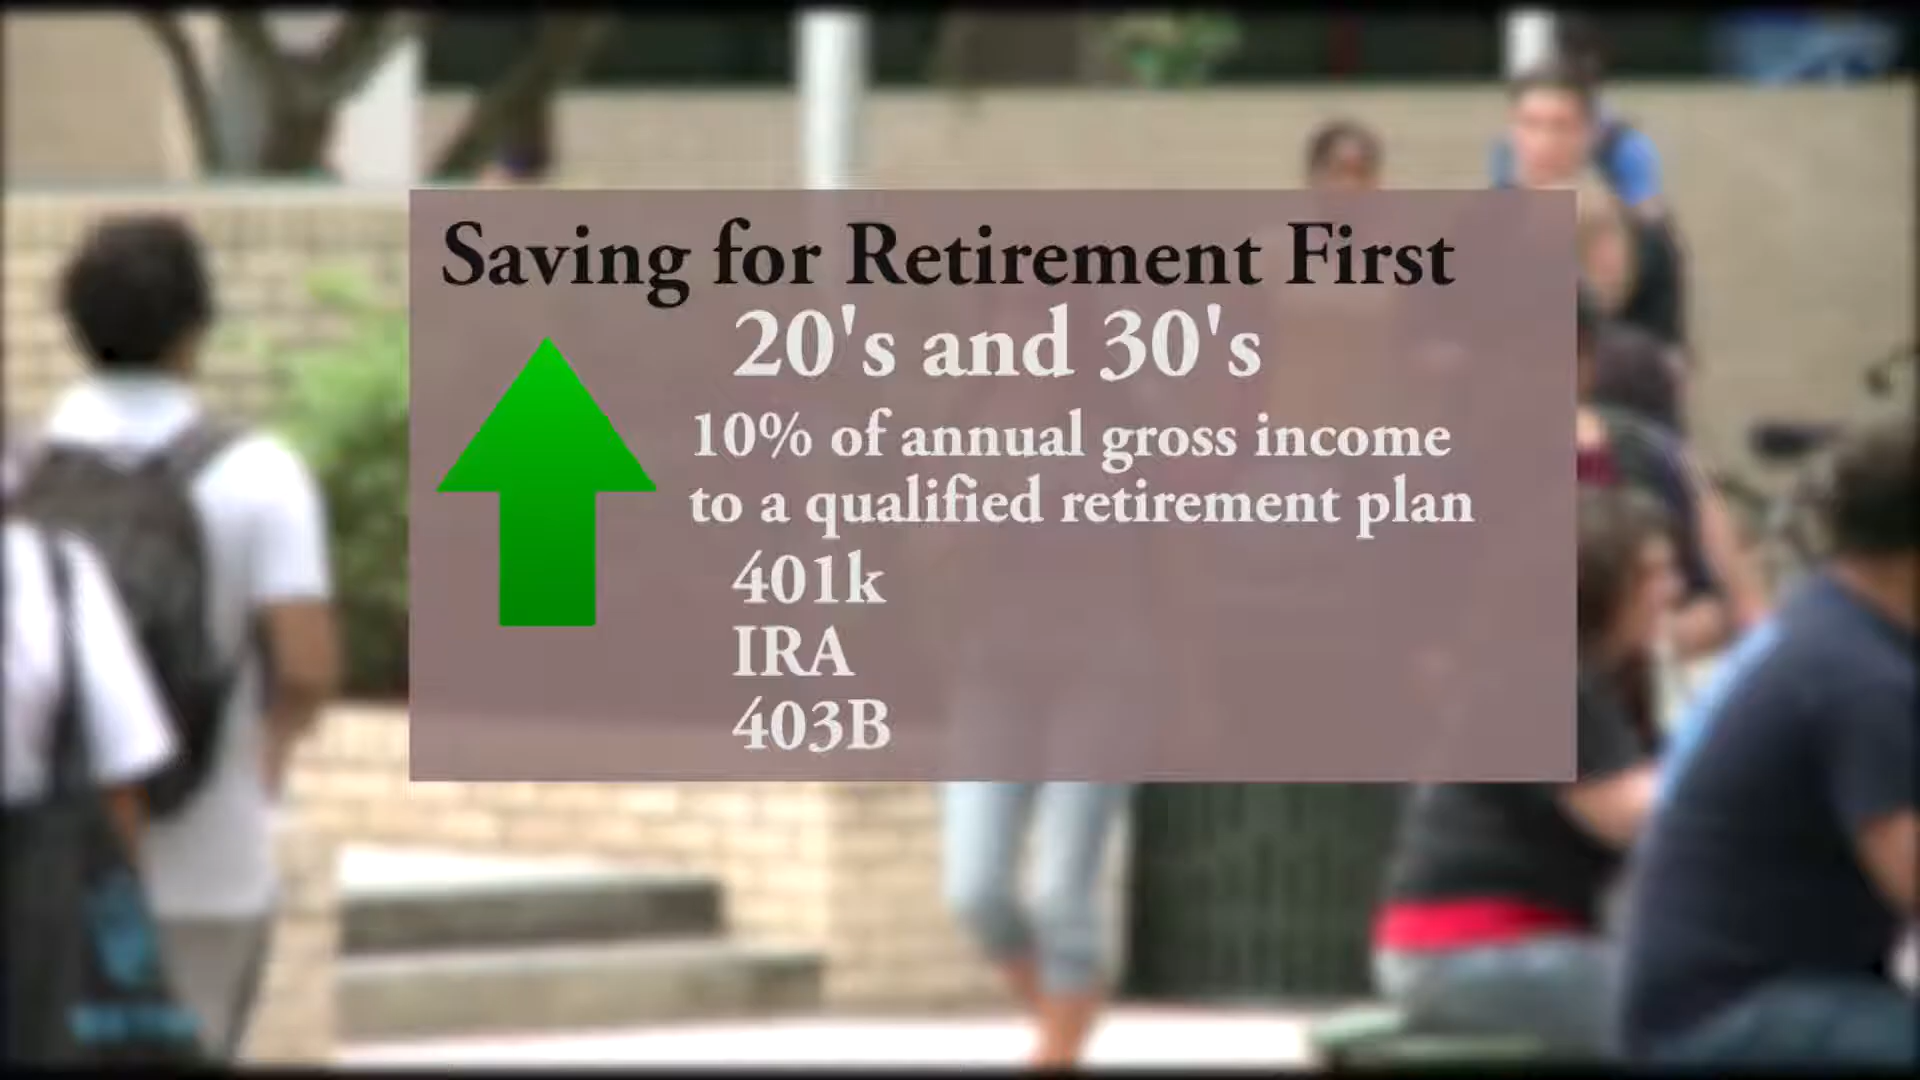 Saving for Retirement First
20's and 30's
10% of annual gross income
to a qualified retirement plan
401k
IRA
403B